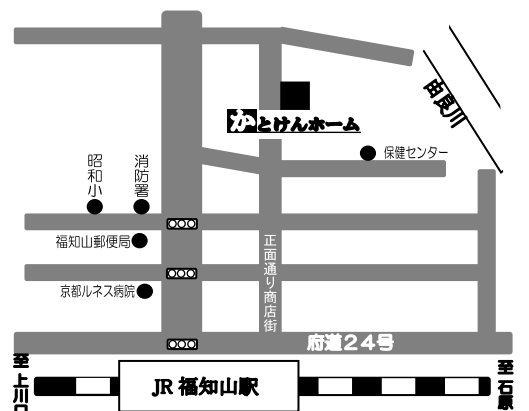 由良川
かとけんホーム
保健センター
昭和小
消防署
福知山郵便局
正面通り商店街
京都ルネス病院
府道24号
至上川口
JR 福知山駅
至石原